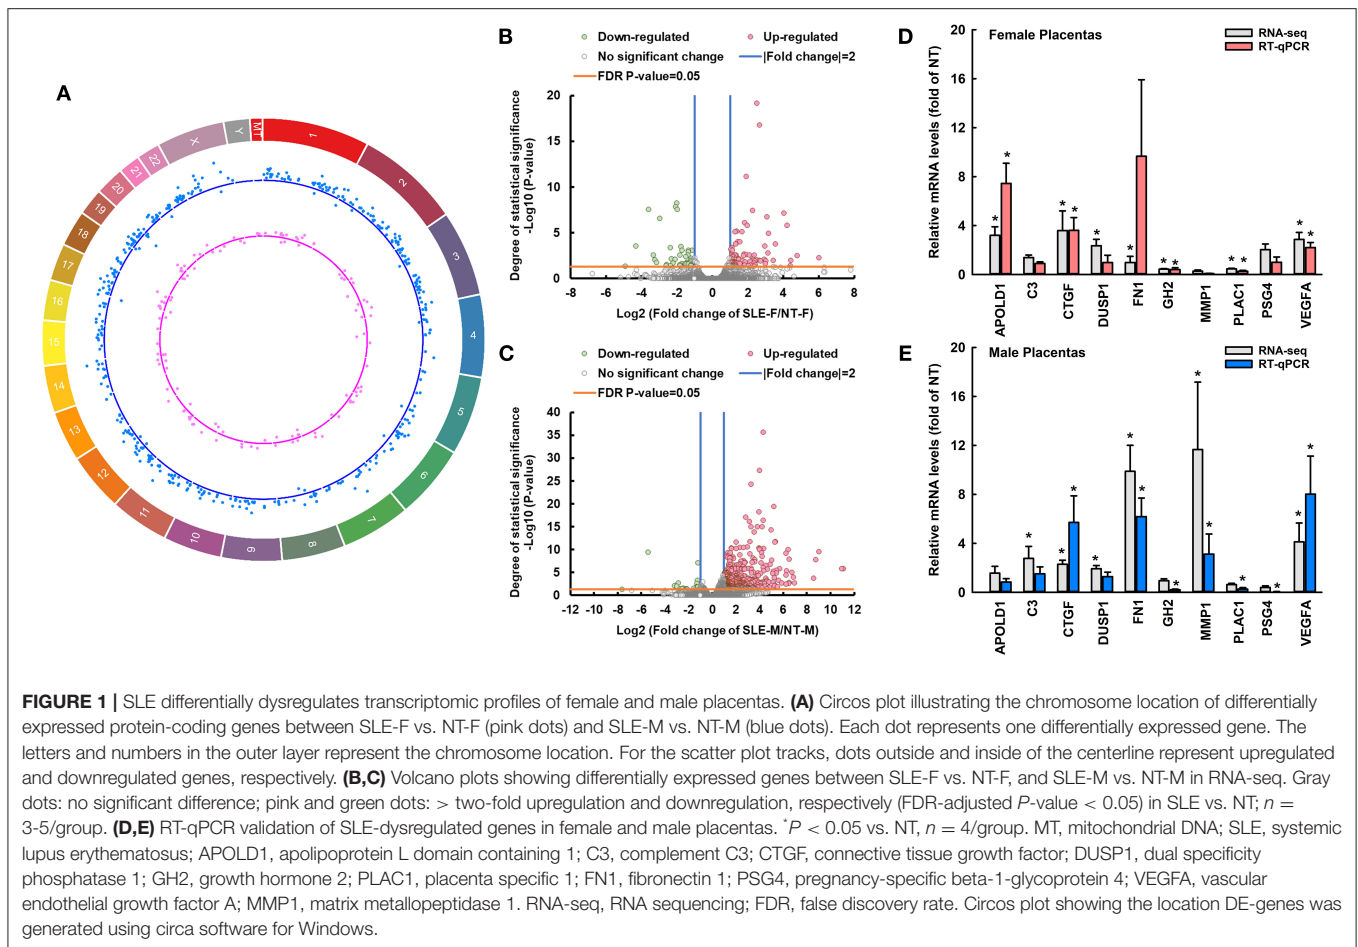 A
1
2
3
4
5
6
7
8
9
10
11
12
13
14
15
16
17
18
19
20
21
22
X
Y
MT
B
Down-regulated
Up-regulated
No significant change
|Fold change|=2
FDR P-value=0.05
Degree of statistical significance
-Log10 (P-value)
20
15
10
5
0
-8 -6 -4 -2 0 2 4 6 8
Log2 (Fold change of SLE-F/NT-F)
C
Down-regulated
Up-regulated
No significant change
|Fold change|=2
FDR P-value=0.05
Degree of statistical significance
-Log10 (P-value)
40
35
30
25
20
15
10
5
0
-12 -10 -8 -6 -4 -2 0 2 4 6 8 10 12
Log2 (Fold change of SLE-M/NT-M)
D
Female Placentas
RNA-seq
RT-qPCR
Relative mRNA levels (fold of NT)
20
16
12
8
4
0
* * * * * * * * * * * *
APOLD1
C3
CTGF
DUSP1
FN1
GH2
MMP1
PLAC1
PSG4
VEGFA
E
Male Placentas
RNA-seq
RT-qPCR
Relative mRNA levels (fold of NT)
20
16
12
8
4
0
* * * * * * * * * * * * *
APOLD1
C3
CTGF
DUSP1
FN1
GH2
MMP1
PLAC1
PSG4
VEGFA
FIGURE 1 | SLE differentially dysregulates transcriptomic profiles of female and male placentas. (A) Circos plot illustrating the chromosome location of differentially
expressed protein-coding genes between SLE-F vs. NT-F (pink dots) and SLE-M vs. NT-M (blue dots). Each dot represents one differentially expressed gene. The
letters and numbers in the outer layer represent the chromosome location. For the scatter plot tracks, dots outside and inside of the centerline represent upregulated
and downregulated genes, respectively. (B,C) Volcano plots showing differentially expressed genes between SLE-F vs. NT-F, and SLE-M vs. NT-M in RNA-seq. Gray
dots: no significant difference; pink and green dots: > two-fold upregulation and downregulation, respectively (FDR-adjusted P-value < 0.05) in SLE vs. NT; n =
3-5/group. (D,E) RT-qPCR validation of SLE-dysregulated genes in female and male placentas. *P < 0.05 vs. NT, n = 4/group. MT, mitochondrial DNA; SLE, systemic
lupus erythematosus; APOLD1, apolipoprotein L domain containing 1; C3, complement C3; CTGF, connective tissue growth factor; DUSP1, dual specificity
phosphatase 1; GH2, growth hormone 2; PLAC1, placenta specific 1; FN1, fibronectin 1; PSG4, pregnancy-specific beta-1-glycoprotein 4; VEGFA, vascular
endothelial growth factor A; MMP1, matrix metallopeptidase 1. RNA-seq, RNA sequencing; FDR, false discovery rate. Circos plot showing the location DE-genes was
generated using circa software for Windows.